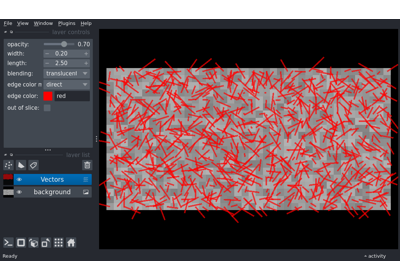 File View Window Plugins Help
layer controls
opacity: 0.70
width: 0.20
length: 2.50
blending: translucent
edge color m direct
edge color: red
out of slice:
layer list
Vectors
background
Ready
activity